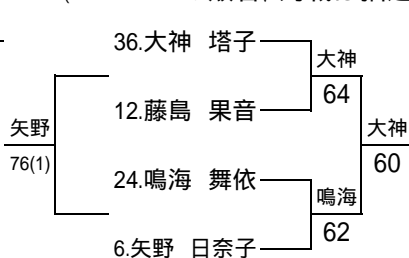 36.大神 塔子
大神
64
12.藤島 果音
矢野
76(1)
大神
60
24.鳴海 舞依
鳴海
62
6.矢野 日奈子